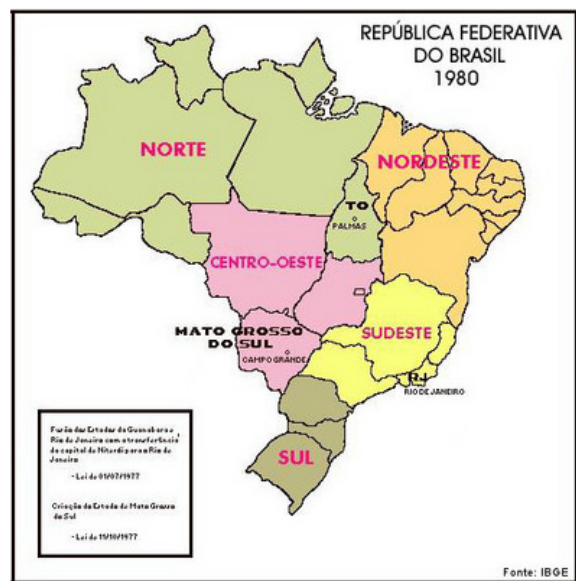 REPÚBLICA FEDERATIVA
DO BRASIL
1980
NORTE
NORDESTE
TO
PALMAS
CENTRO-OESTE
MATO GROSSO
DO SUL
CAMPO GRANDE
SUDESTE
RJ
RIO DE JANEIRO
SUL
Fusão dos Estados da Guanabara e
Rio de Janeiro com a transferência
da capital de Niterói para o Rio de
Janeiro
- Lei de 01/07/1977
Criação do Estado de Mato Grosso
do Sul
- Lei de 11/10/1977
Fonte: IBGE